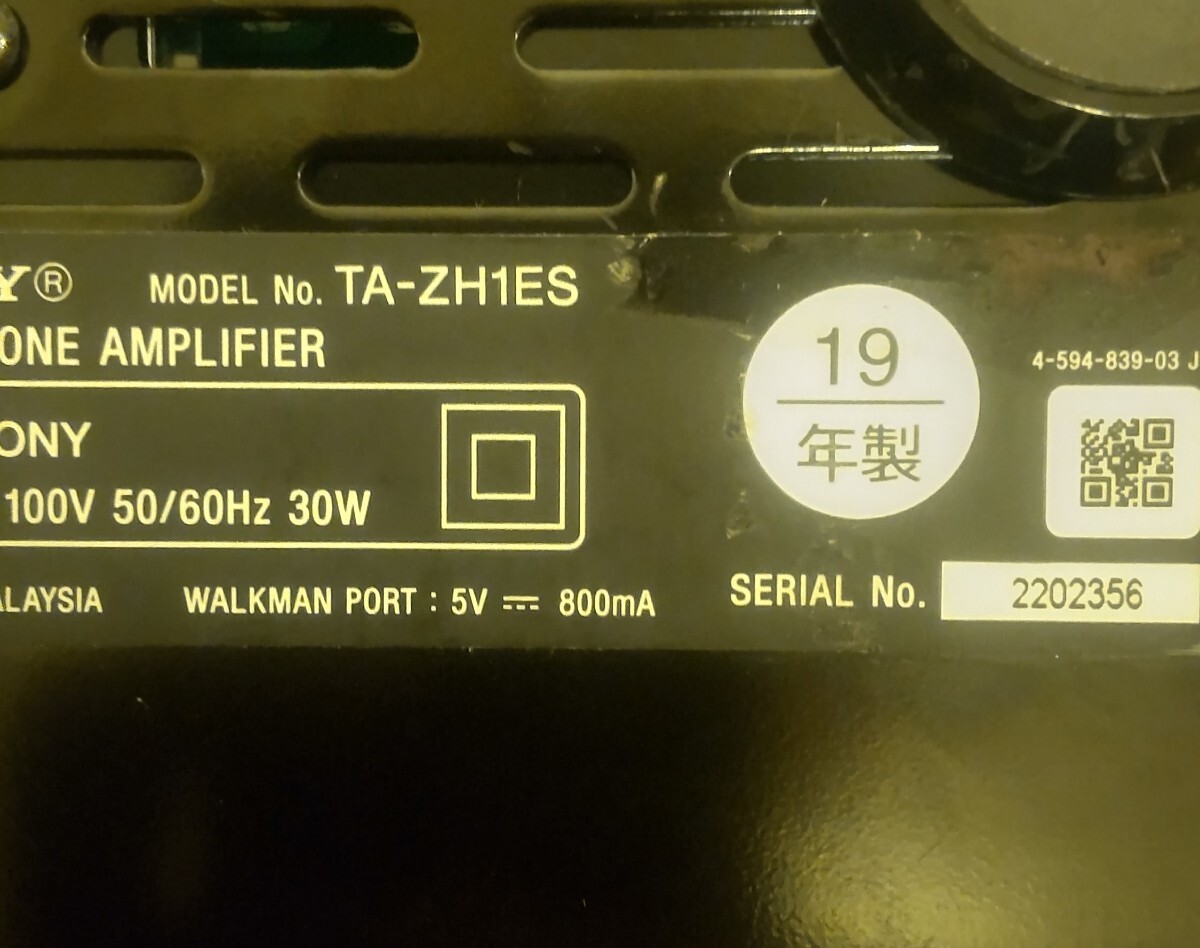 Y® MODEL No. TA-ZH1ES
ONE AMPLIFIER
ONY
100V 50/60Hz 30W
LAYSIA WALKMAN PORT : 5V ⎓ 800mA
19
年製
4-594-839-03 J
SERIAL No. 2202356